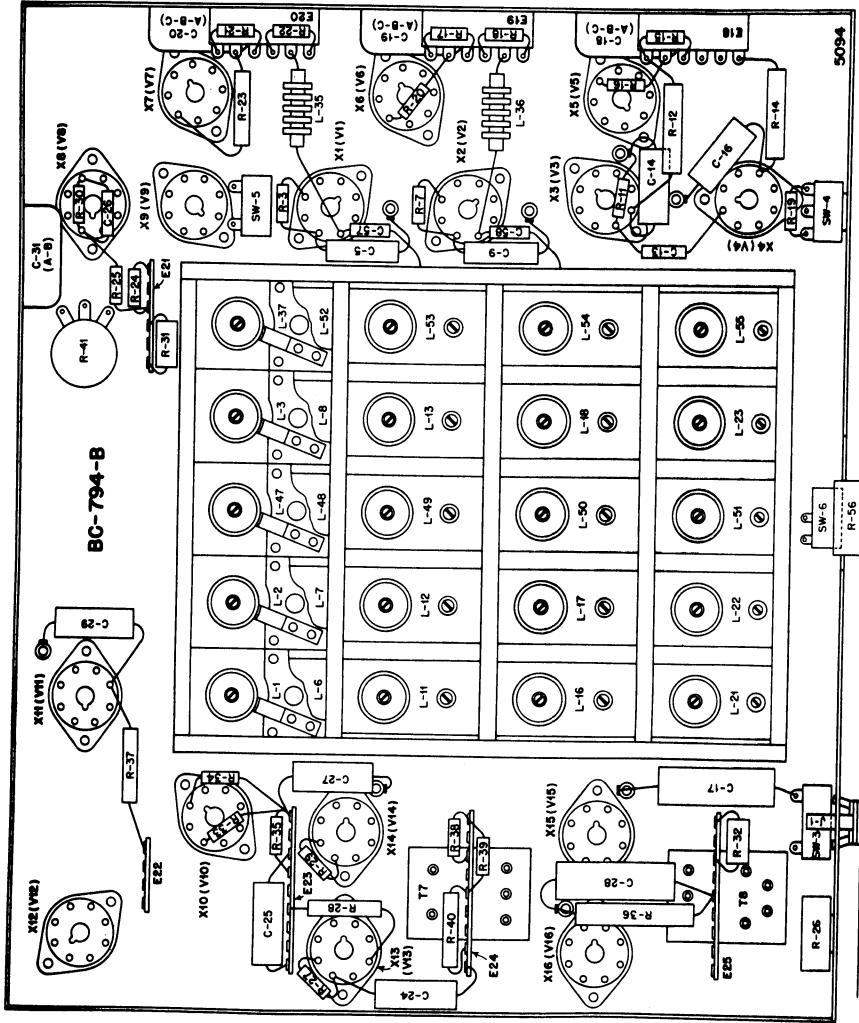 C-20
(A-B-C)
R-21
R-22
E20
C-19
(A-B-C)
R-17
R-18
E19
C-18
(A-B-C)
R-15
E18
5094
X7(V7)
R-23
L-35
X6(V6)
R-20
L-36
X5(V5)
R-16
R-12
R-14
X8(V8)
R-30
C-26
X9(V9)
SW-5
X1(V1)
R-3
C-57
C-5
X2(V2)
R-7
C-58
C-9
X3(V3)
R-11
C-14
C-13
C-16
X4(V4)
R-19
SW-4
C-31
(A-B)
R-25
R-24
E21
R-31
R-41
BC-794-B
L-37
L-52
L-53
L-54
L-55
L-3
L-8
L-13
L-18
L-23
L-47
L-48
L-49
L-50
L-51
L-2
L-7
L-12
L-17
L-22
L-1
L-6
L-11
L-16
L-21
SW-6
R-56
C-29
X11(V11)
R-37
E22
X12(V12)
R-34
R-33
X10(V10)
R-35
C-25
E23
C-27
X14(V14)
R-29
R-28
X13
(V13)
R-27
C-24
T7
R-38
R-39
R-40
E24
X15(V15)
C-17
C-28
R-36
X16(V16)
SW-3
J-1
R-32
T8
E25
R-26